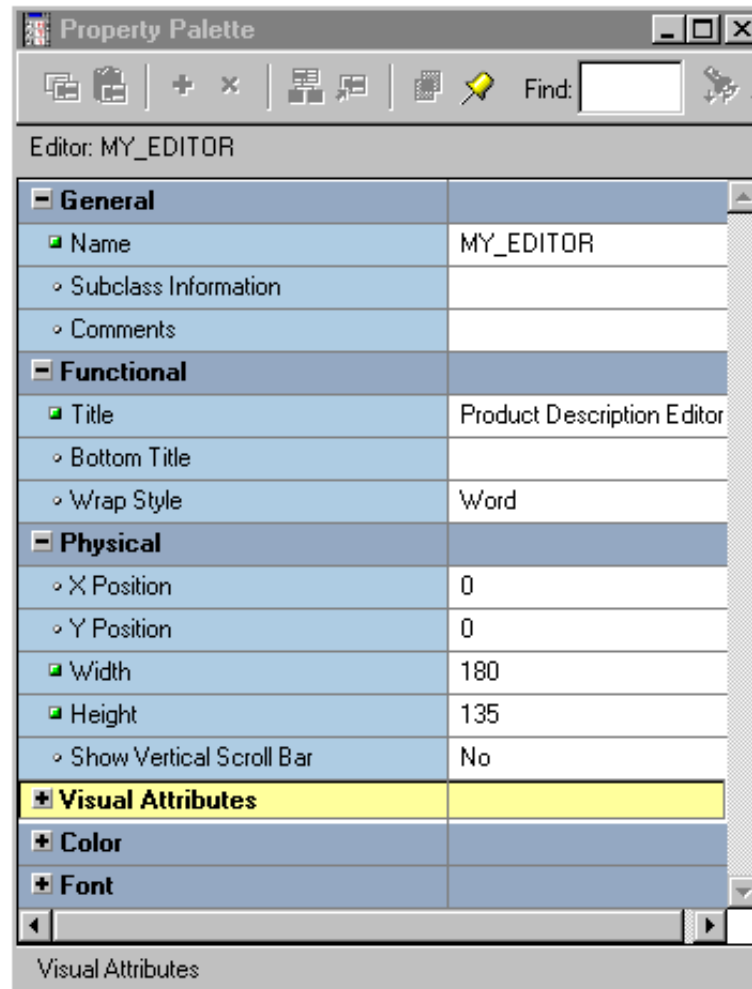 Property Palette
Find:
Editor: MY_EDITOR
General
Name MY_EDITOR
Subclass Information
Comments
Functional
Title Product Description Editor
Bottom Title
Wrap Style Word
Physical
X Position 0
Y Position 0
Width 180
Height 135
Show Vertical Scroll Bar No
Visual Attributes
Color
Font
Visual Attributes